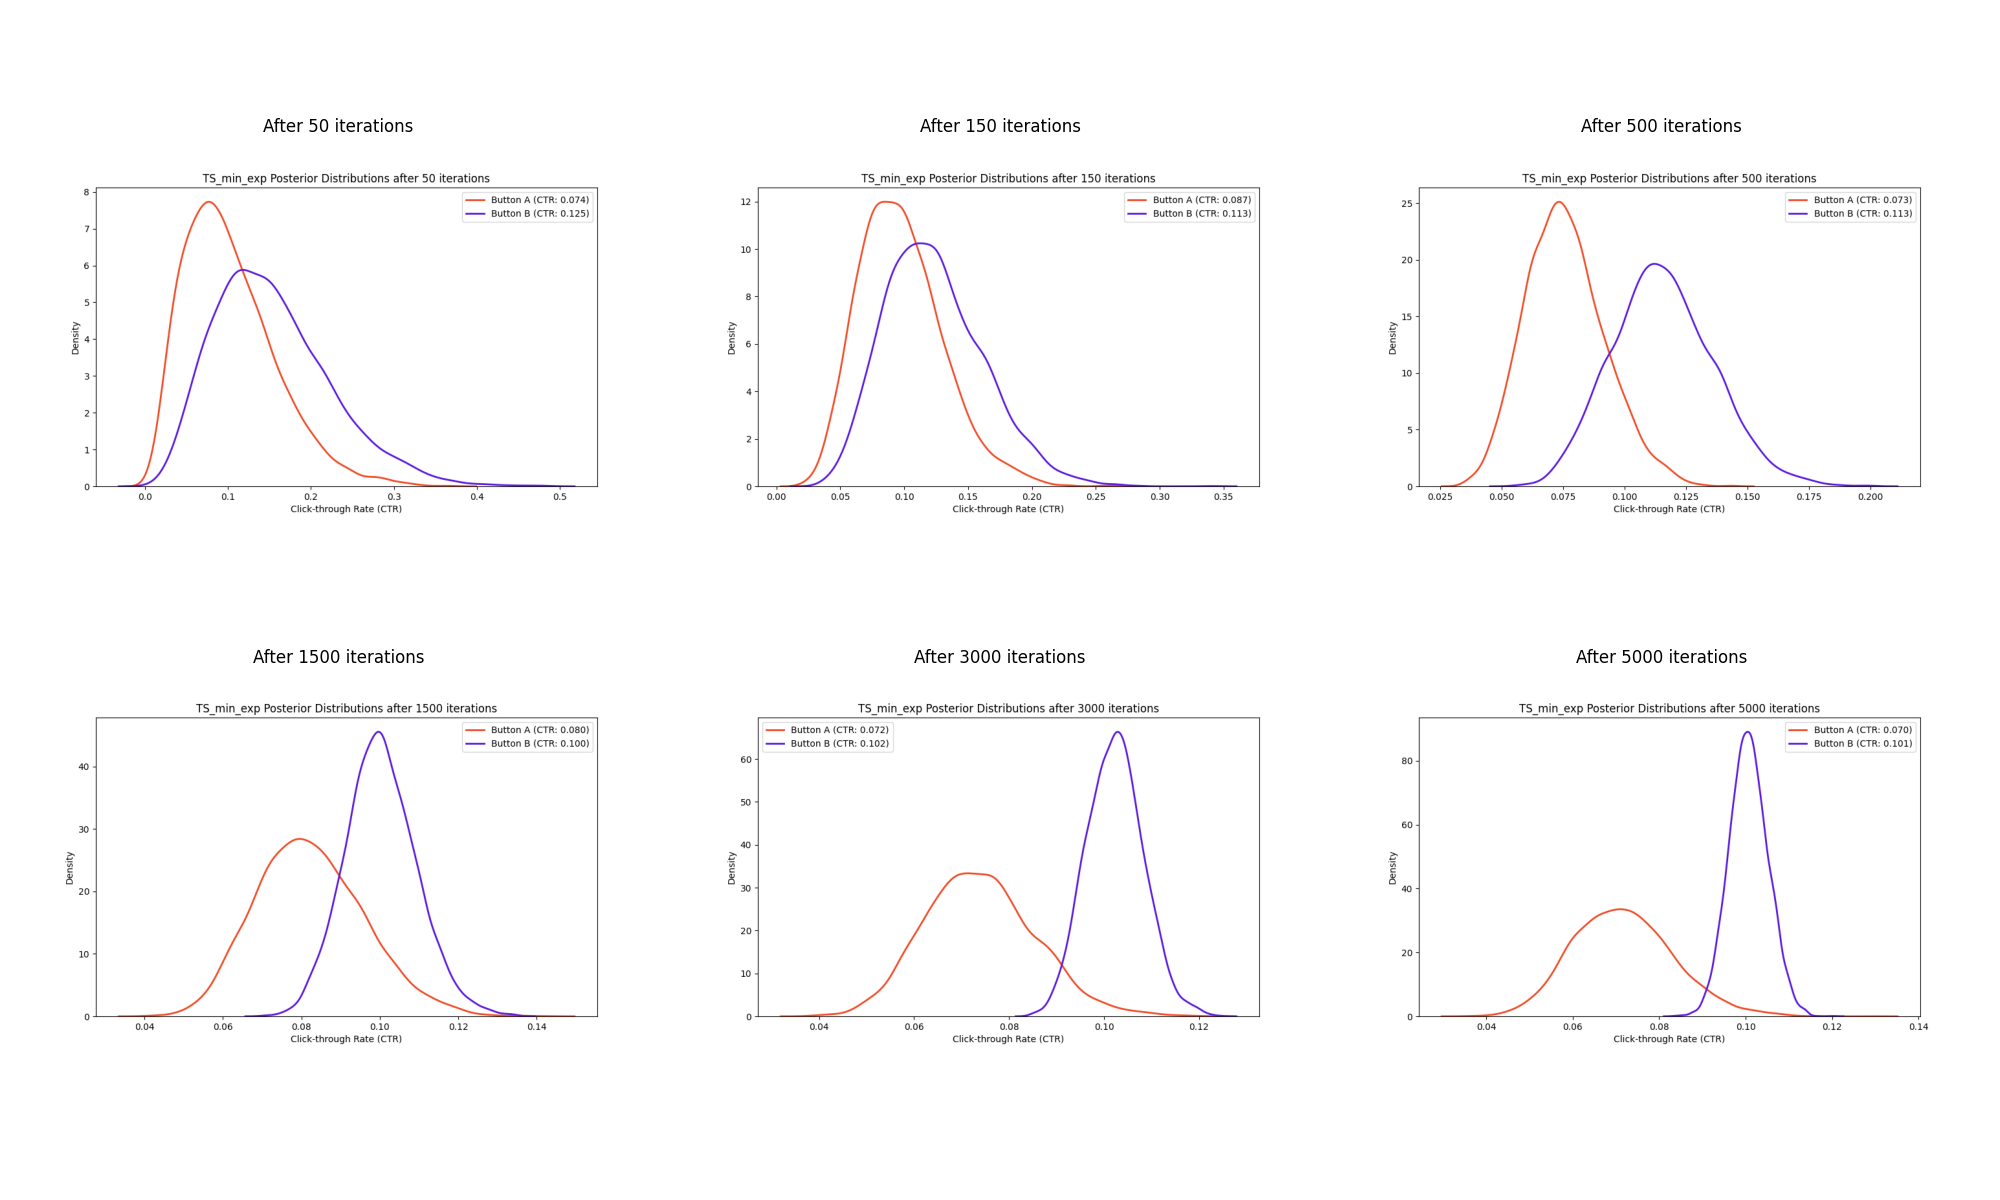 After 50 iterations
TS_min_exp Posterior Distributions after 50 iterations
Button A (CTR: 0.074)
Button B (CTR: 0.125)
8
7
6
5
4
3
2
1
0
Density
0.0 0.1 0.2 0.3 0.4 0.5
Click-through Rate (CTR)
After 150 iterations
TS_min_exp Posterior Distributions after 150 iterations
Button A (CTR: 0.087)
Button B (CTR: 0.113)
12
10
8
6
4
2
0
Density
0.00 0.05 0.10 0.15 0.20 0.25 0.30 0.35
Click-through Rate (CTR)
After 500 iterations
TS_min_exp Posterior Distributions after 500 iterations
Button A (CTR: 0.073)
Button B (CTR: 0.113)
25
20
15
10
5
0
Density
0.025 0.050 0.075 0.100 0.125 0.150 0.175 0.200
Click-through Rate (CTR)
After 1500 iterations
TS_min_exp Posterior Distributions after 1500 iterations
Button A (CTR: 0.080)
Button B (CTR: 0.100)
40
30
20
10
0
Density
0.04 0.06 0.08 0.10 0.12 0.14
Click-through Rate (CTR)
After 3000 iterations
TS_min_exp Posterior Distributions after 3000 iterations
Button A (CTR: 0.072)
Button B (CTR: 0.102)
60
50
40
30
20
10
0
Density
0.04 0.06 0.08 0.10 0.12
Click-through Rate (CTR)
After 5000 iterations
TS_min_exp Posterior Distributions after 5000 iterations
Button A (CTR: 0.070)
Button B (CTR: 0.101)
80
60
40
20
0
Density
0.04 0.06 0.08 0.10 0.12 0.14
Click-through Rate (CTR)